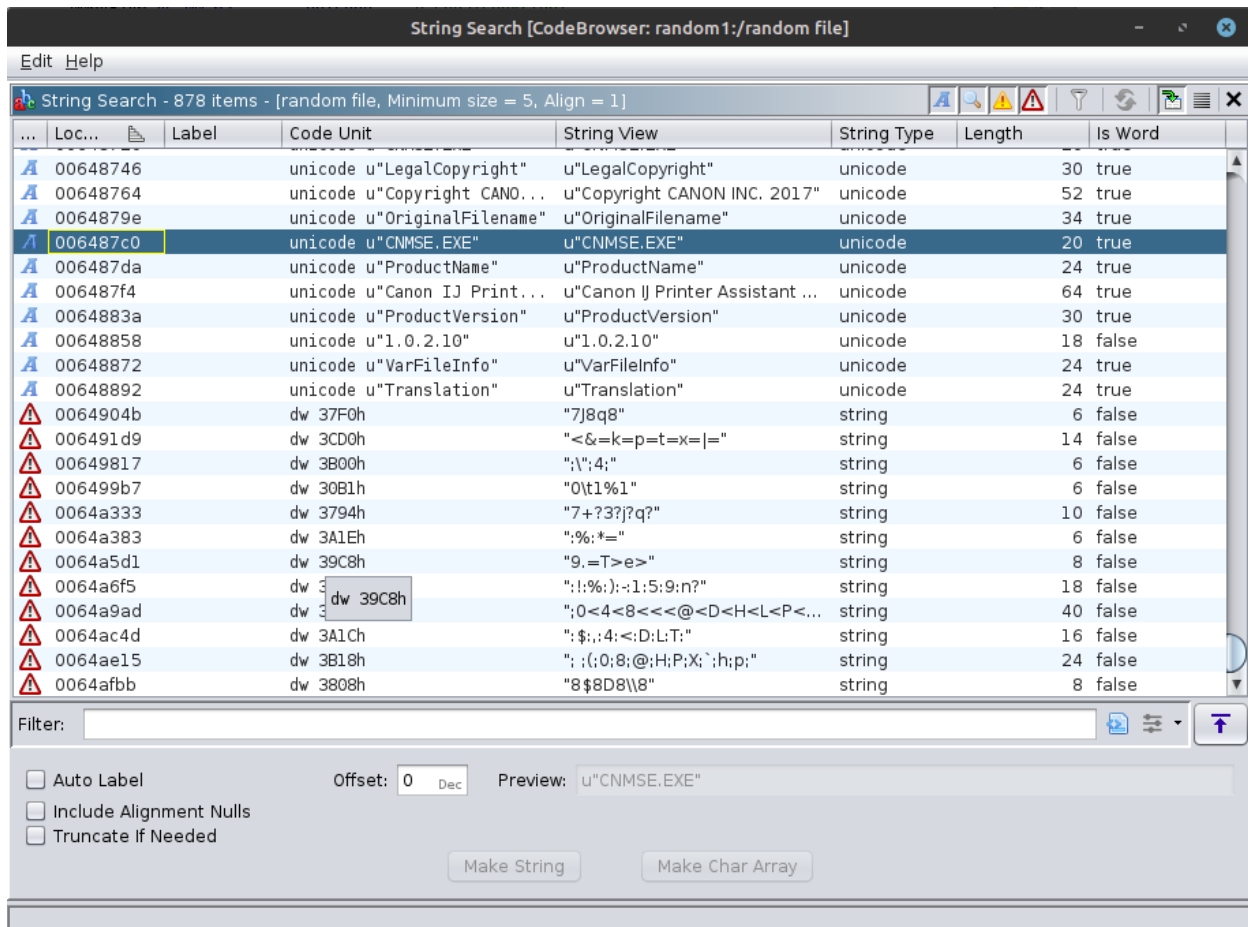 String Search [CodeBrowser: random1:/random file]
Edit Help
String Search - 878 items - [random file, Minimum size = 5, Align = 1]
... Loc... Label Code Unit String View String Type Length Is Word
00648746 unicode u"LegalCopyright" u"LegalCopyright" unicode 30 true
00648764 unicode u"Copyright CANO... u"Copyright CANON INC. 2017" unicode 52 true
0064879e unicode u"OriginalFilename" u"OriginalFilename" unicode 34 true
006487c0 unicode u"CNMSE.EXE" u"CNMSE.EXE" unicode 20 true
006487da unicode u"ProductName" u"ProductName" unicode 24 true
006487f4 unicode u"Canon IJ Print... u"Canon IJ Printer Assistant ... unicode 64 true
0064883a unicode u"ProductVersion" u"ProductVersion" unicode 30 true
00648858 unicode u"1.0.2.10" u"1.0.2.10" unicode 18 false
00648872 unicode u"VarFileInfo" u"VarFileInfo" unicode 24 true
00648892 unicode u"Translation" u"Translation" unicode 24 true
0064904b dw 37F0h "7J8q8" string 6 false
006491d9 dw 3CD0h "<&=k=p=t=x=|=" string 14 false
00649817 dw 3B00h ";\";4;" string 6 false
006499b7 dw 30B1h "0\t1%1" string 6 false
0064a333 dw 3794h "7+?3?j?q?" string 10 false
0064a383 dw 3A1Eh ":%:*=" string 6 false
0064a5d1 dw 39C8h "9.=T>e>" string 8 false
0064a6f5 dw 3 ":!:%:):-:1:5:9:n?" string 18 false
dw 39C8h
0064a9ad dw 3 ";0<4<8<<<@<D<H<L<P<... string 40 false
0064ac4d dw 3A1Ch ":$:,:4:<:D:L:T:" string 16 false
0064ae15 dw 3B18h "; ;(;0;8;@;H;P;X;`;h;p;" string 24 false
0064afbb dw 3808h "8$8D8\\8" string 8 false
Filter:
Auto Label Offset: 0 Dec Preview: u"CNMSE.EXE"
Include Alignment Nulls
Truncate If Needed
Make String Make Char Array